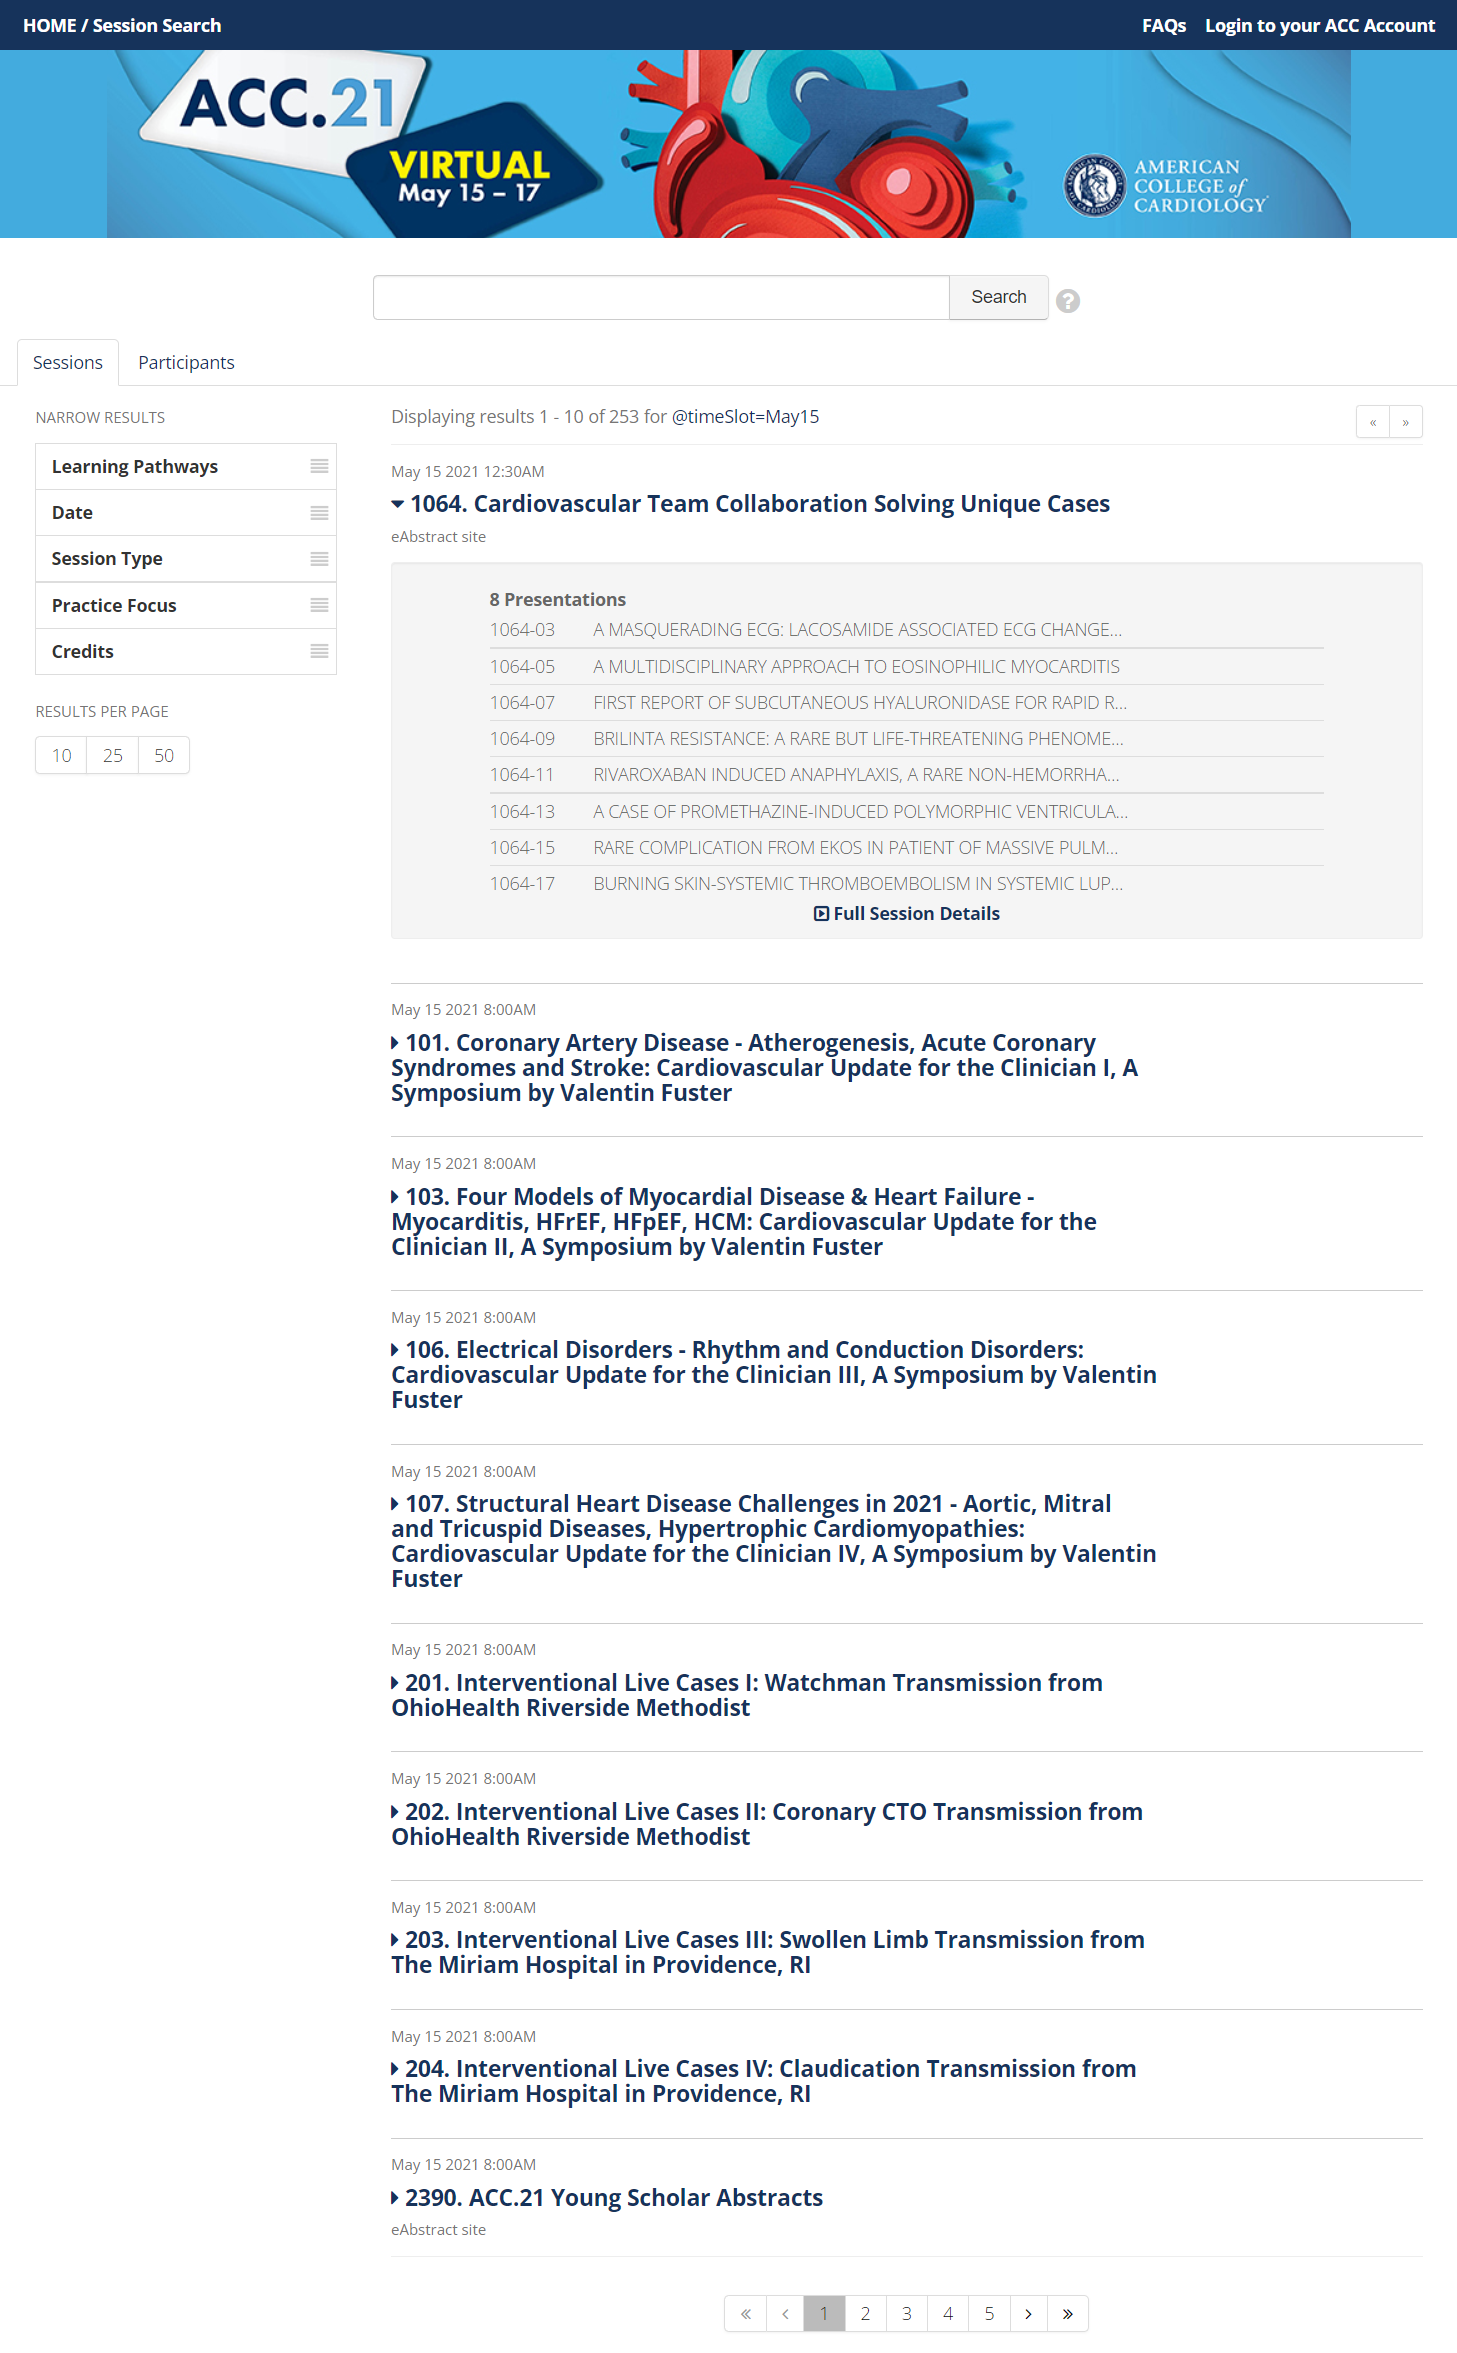 HOME / Session Search
FAQs Login to your ACC Account
ACC.21
VIRTUAL
May 15 – 17
AMERICAN
COLLEGE of
CARDIOLOGY
Search
?
Sessions Participants
NARROW RESULTS
Learning Pathways
Date
Session Type
Practice Focus
Credits
RESULTS PER PAGE
10 25 50
Displaying results 1 - 10 of 253 for @timeSlot=May15
« »
May 15 2021 12:30AM
1064. Cardiovascular Team Collaboration Solving Unique Cases
eAbstract site
8 Presentations
1064-03 A MASQUERADING ECG: LACOSAMIDE ASSOCIATED ECG CHANGE...
1064-05 A MULTIDISCIPLINARY APPROACH TO EOSINOPHILIC MYOCARDITIS
1064-07 FIRST REPORT OF SUBCUTANEOUS HYALURONIDASE FOR RAPID R...
1064-09 BRILINTA RESISTANCE: A RARE BUT LIFE-THREATENING PHENOME...
1064-11 RIVAROXABAN INDUCED ANAPHYLAXIS, A RARE NON-HEMORRHA...
1064-13 A CASE OF PROMETHAZINE-INDUCED POLYMORPHIC VENTRICULA...
1064-15 RARE COMPLICATION FROM EKOS IN PATIENT OF MASSIVE PULM...
1064-17 BURNING SKIN-SYSTEMIC THROMBOEMBOLISM IN SYSTEMIC LUP...
Full Session Details
May 15 2021 8:00AM
101. Coronary Artery Disease - Atherogenesis, Acute Coronary
Syndromes and Stroke: Cardiovascular Update for the Clinician I, A
Symposium by Valentin Fuster
May 15 2021 8:00AM
103. Four Models of Myocardial Disease & Heart Failure -
Myocarditis, HFrEF, HFpEF, HCM: Cardiovascular Update for the
Clinician II, A Symposium by Valentin Fuster
May 15 2021 8:00AM
106. Electrical Disorders - Rhythm and Conduction Disorders:
Cardiovascular Update for the Clinician III, A Symposium by Valentin
Fuster
May 15 2021 8:00AM
107. Structural Heart Disease Challenges in 2021 - Aortic, Mitral
and Tricuspid Diseases, Hypertrophic Cardiomyopathies:
Cardiovascular Update for the Clinician IV, A Symposium by Valentin
Fuster
May 15 2021 8:00AM
201. Interventional Live Cases I: Watchman Transmission from
OhioHealth Riverside Methodist
May 15 2021 8:00AM
202. Interventional Live Cases II: Coronary CTO Transmission from
OhioHealth Riverside Methodist
May 15 2021 8:00AM
203. Interventional Live Cases III: Swollen Limb Transmission from
The Miriam Hospital in Providence, RI
May 15 2021 8:00AM
204. Interventional Live Cases IV: Claudication Transmission from
The Miriam Hospital in Providence, RI
May 15 2021 8:00AM
2390. ACC.21 Young Scholar Abstracts
eAbstract site
« ‹ 1 2 3 4 5 › »